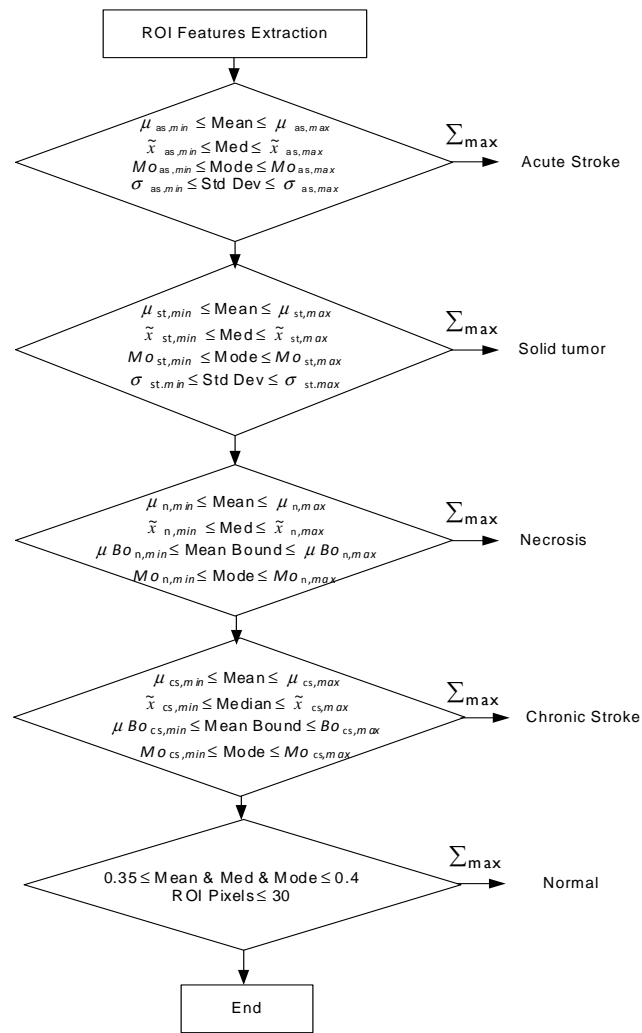 ROI Features Extraction
μ as,min ≤ Mean ≤ μ as,max
x̃ as,min ≤ Med ≤ x̃ as,max
Mo as,min ≤ Mode ≤ Mo as,max
σ as,min ≤ Std Dev ≤ σ as,max
∑max
Acute Stroke
μ st,min ≤ Mean ≤ μ st,max
x̃ st,min ≤ Med ≤ x̃ st,max
Mo st,min ≤ Mode ≤ Mo st,max
σ st.min ≤ Std Dev ≤ σ st.max
∑max
Solid tumor
μ n,min ≤ Mean ≤ μ n,max
x̃ n,min ≤ Med ≤ x̃ n,max
μ Bo n,min ≤ Mean Bound ≤ μ Bo n,max
Mo n,min ≤ Mode ≤ Mo n,max
∑max
Necrosis
μ cs,min ≤ Mean ≤ μ cs,max
x̃ cs,min ≤ Median ≤ x̃ cs,max
μ Bo cs,min ≤ Mean Bound ≤ Bo cs,max
Mo cs,min ≤ Mode ≤ Mo cs,max
∑max
Chronic Stroke
0.35 ≤ Mean & Med & Mode ≤ 0.4
ROI Pixels ≤ 30
∑max
Normal
End